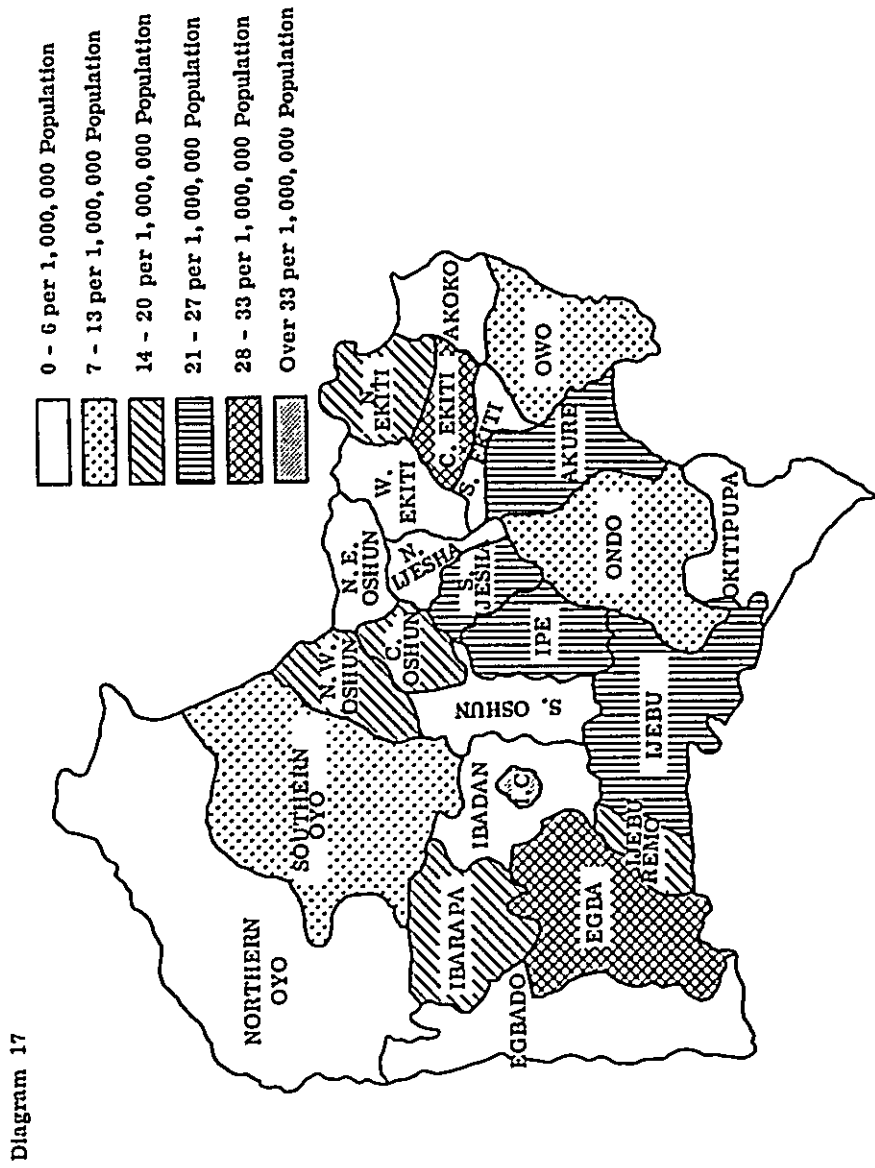 Diagram 17
0 - 6 per 1,000,000 Population
7 - 13 per 1,000,000 Population
14 - 20 per 1,000,000 Population
21 - 27 per 1,000,000 Population
28 - 33 per 1,000,000 Population
Over 33 per 1,000,000 Population
NORTHERN
OYO
SOUTHERN
OYO
N. W.
OSHUN
N. E.
OSHUN
C.
OSHUN
S. OSHUN
W.
EKITI
N.
EKITI
C. EKITI
S. EKITI
AKOKO
OWO
AKURE
N.
IJESHA
S.
IJESHA
IPE
ONDO
OKITIPUPA
IJEBU
IJEBU
REMO
IBADAN
I.C
IBARAPA
EGBA
EGBADO